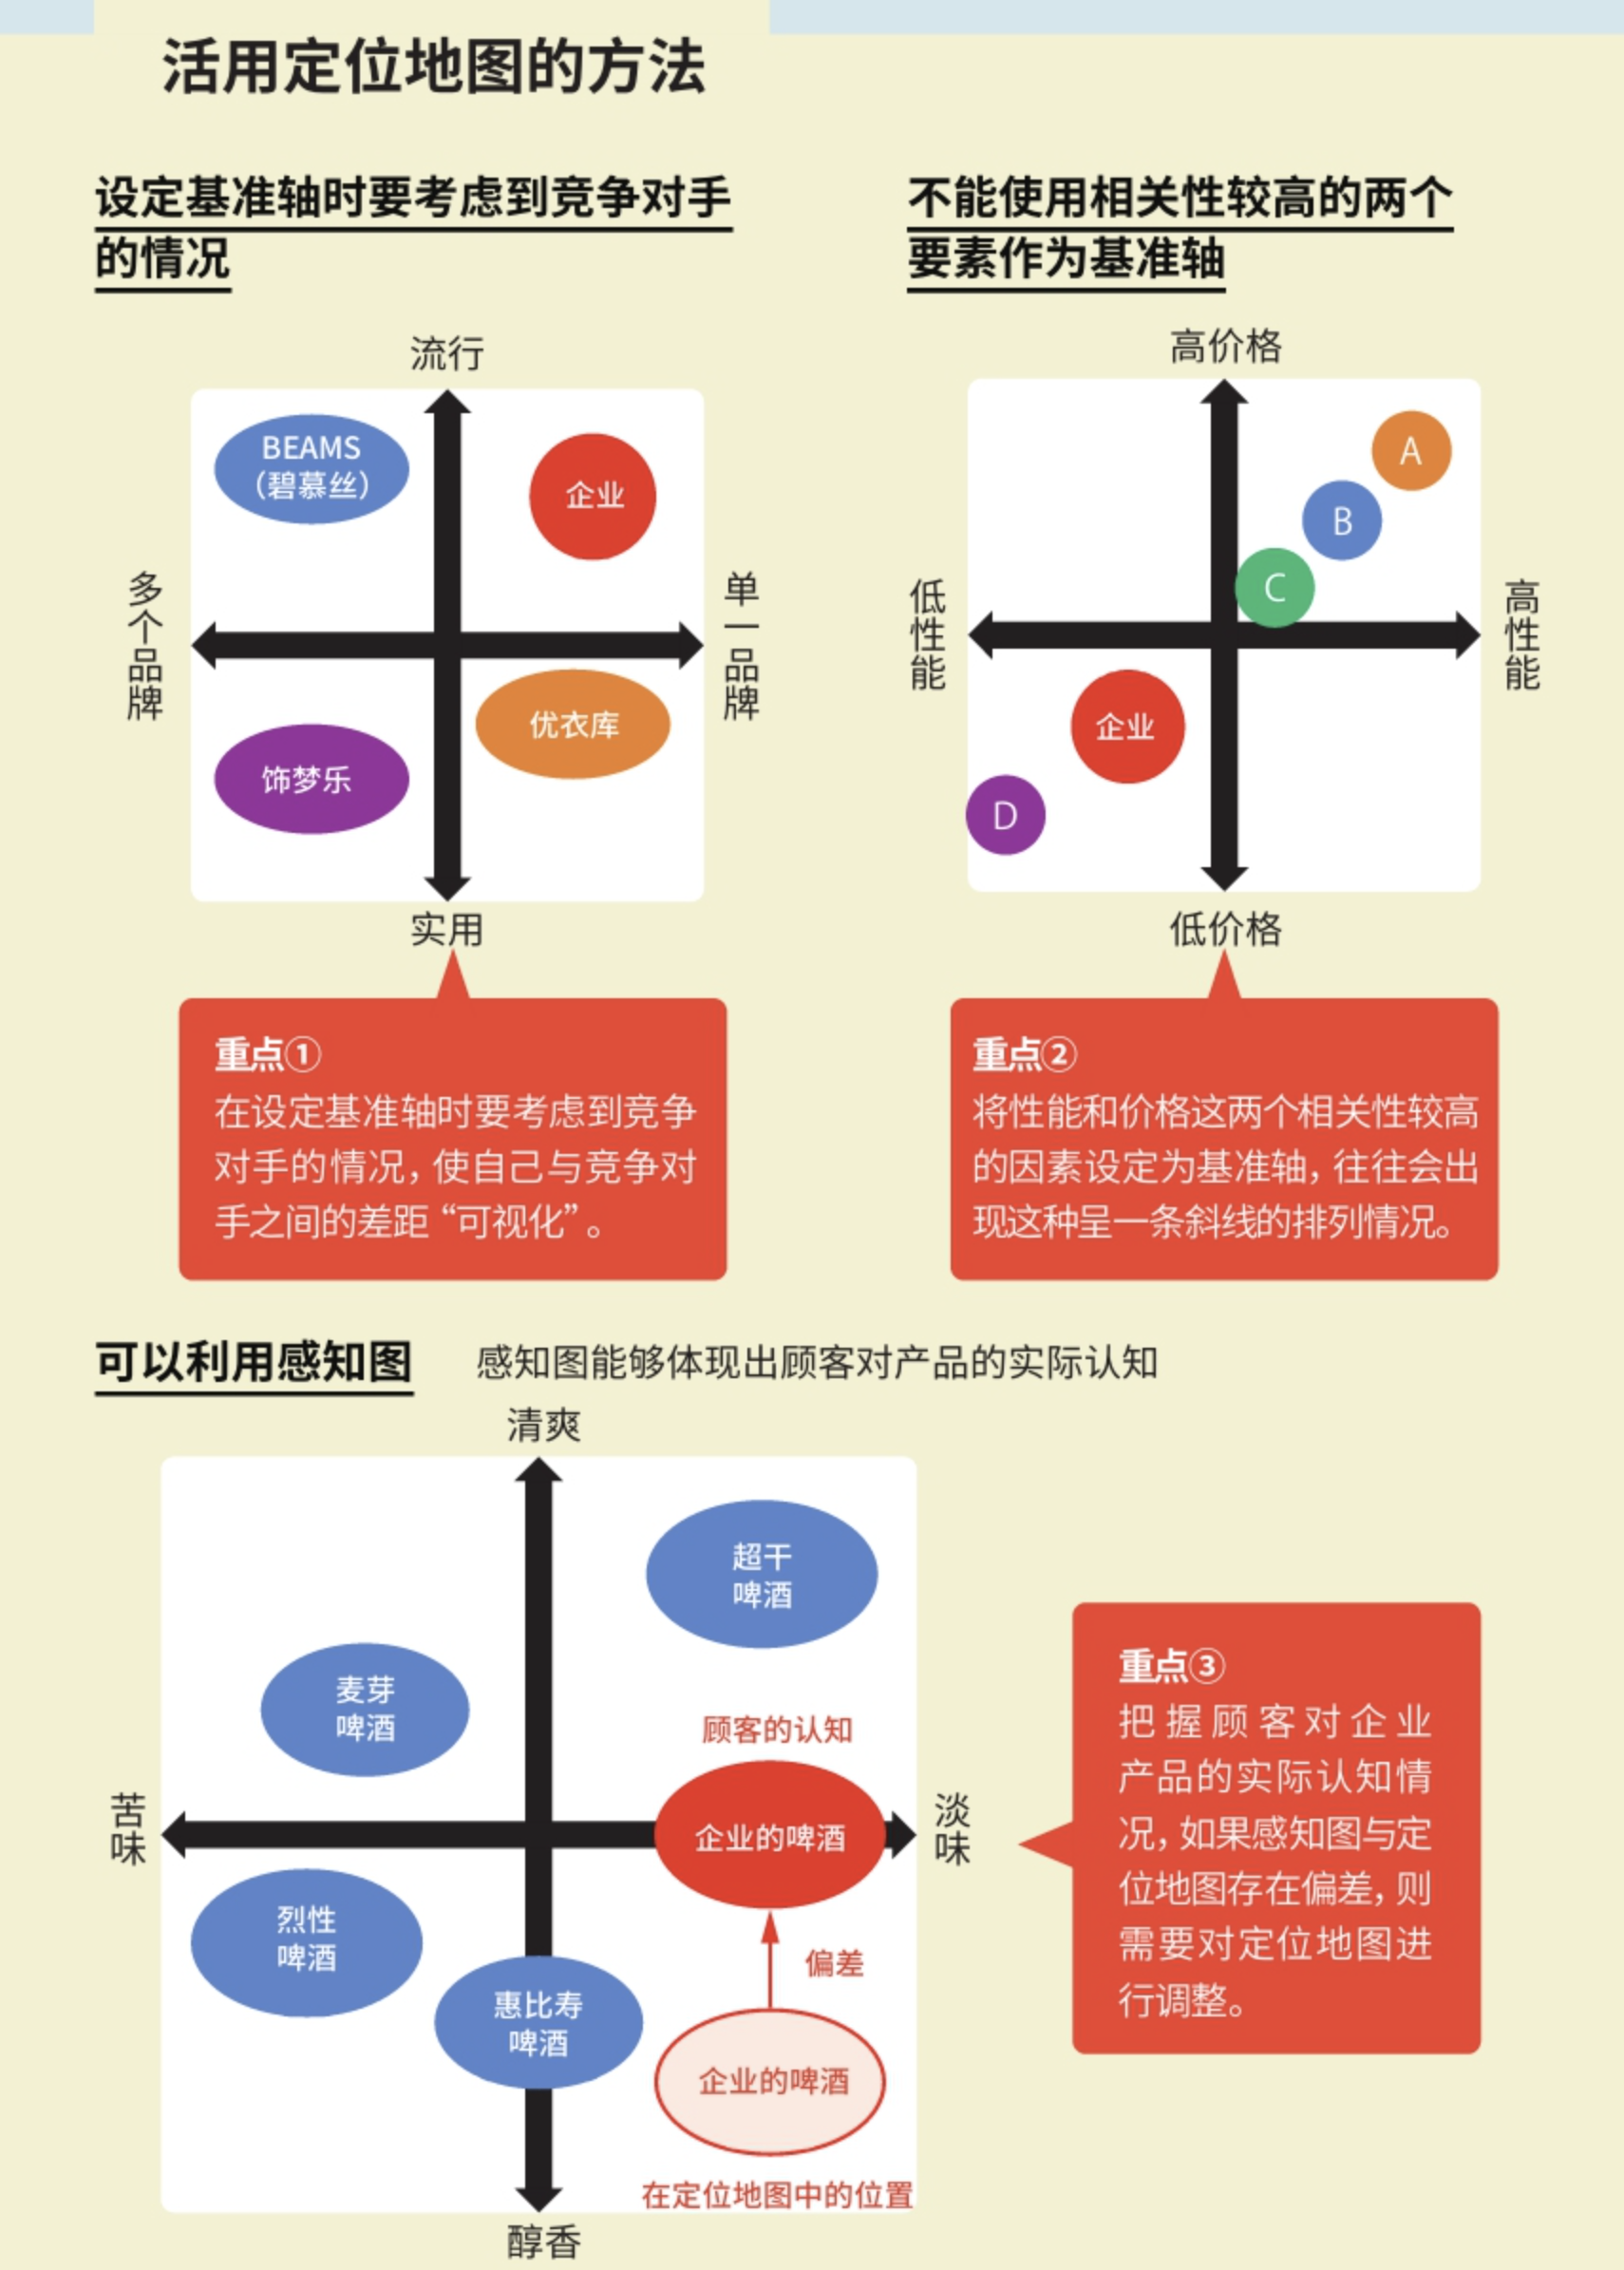 活用定位地图的方法
设定基准轴时要考虑到竞争对手
的情况
流行
BEAMS
（碧慕丝）
企业
多个品牌
单一品牌
优衣库
饰梦乐
实用
重点①
在设定基准轴时要考虑到竞争
对手的情况，使自己与竞争对
手之间的差距“可视化”。
不能使用相关性较高的两个
要素作为基准轴
高价格
A
B
C
低性能
高性能
企业
D
低价格
重点②
将性能和价格这两个相关性较高
的因素设定为基准轴，往往会出
现这种呈一条斜线的排列情况。
可以利用感知图
感知图能够体现出顾客对产品的实际认知
清爽
超干
啤酒
麦芽
啤酒
顾客的认知
苦味
企业的啤酒
淡味
烈性
啤酒
偏差
惠比寿
啤酒
企业的啤酒
在定位地图中的位置
醇香
重点③
把握顾客对企业
产品的实际认知情
况，如果感知图与定
位地图存在偏差，则
需要对定位地图进
行调整。